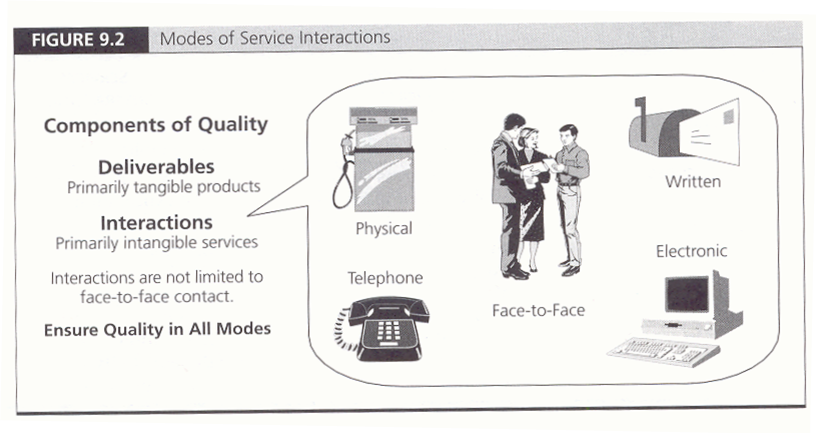 FIGURE 9.2 Modes of Service Interactions
Components of Quality
Deliverables
Primarily tangible products
Interactions
Primarily intangible services
Interactions are not limited to
face-to-face contact.
Ensure Quality in All Modes
Physical
Telephone
Face-to-Face
Written
Electronic